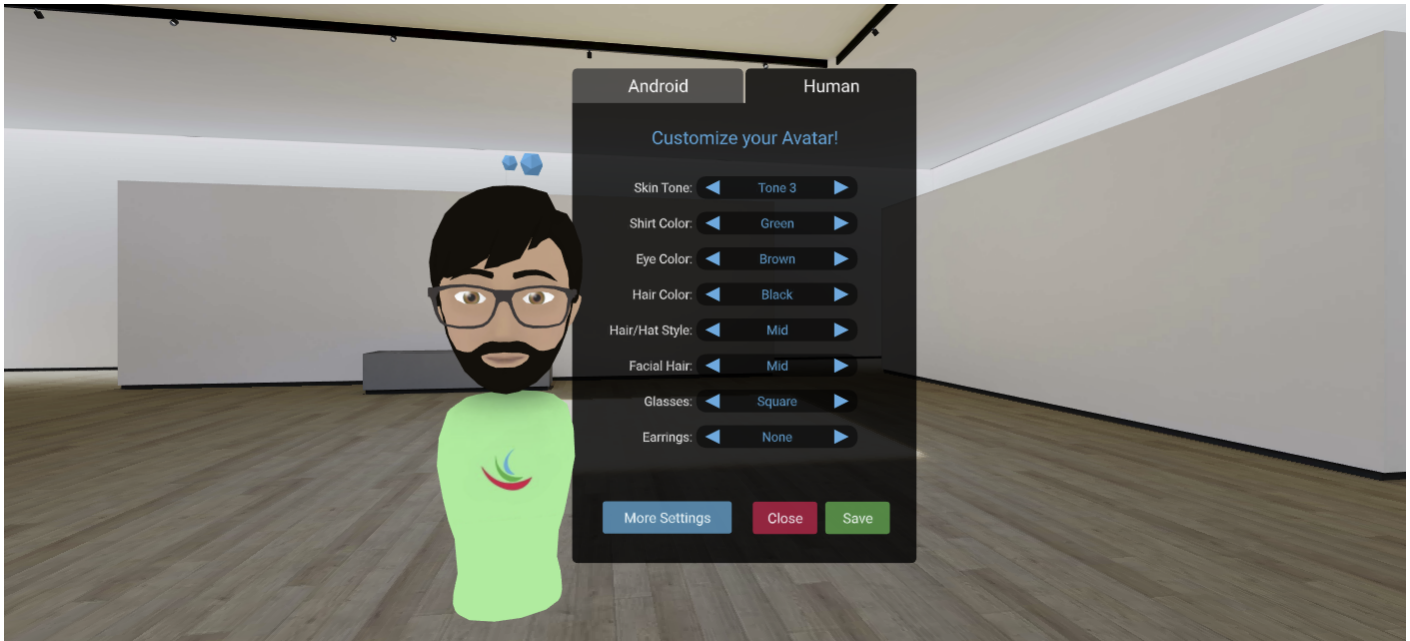 Android Human
Customize your Avatar!
Skin Tone: Tone 3
Shirt Color: Green
Eye Color: Brown
Hair Color: Black
Hair/Hat Style: Mid
Facial Hair: Mid
Glasses: Square
Earrings: None
More Settings Close Save